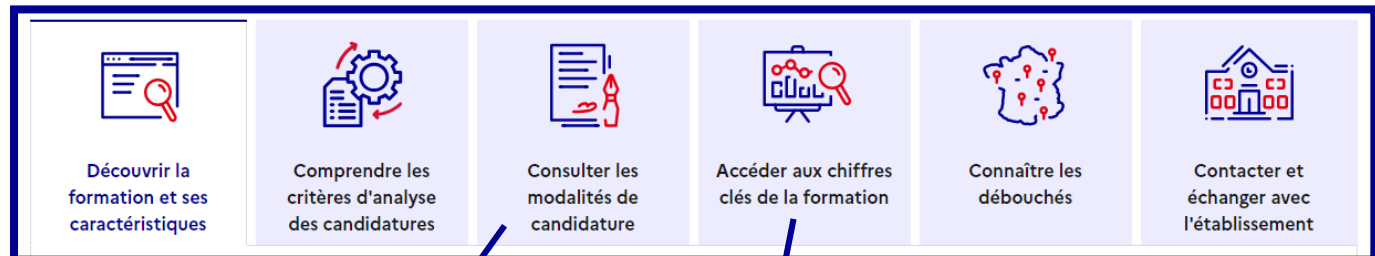 Découvrir la
formation et ses
caractéristiques
Comprendre les
critères d'analyse
des candidatures
Consulter les
modalités de
candidature
Accéder aux chiffres
clés de la formation
Connaître les
débouchés
Contacter et
échanger avec
l'établissement